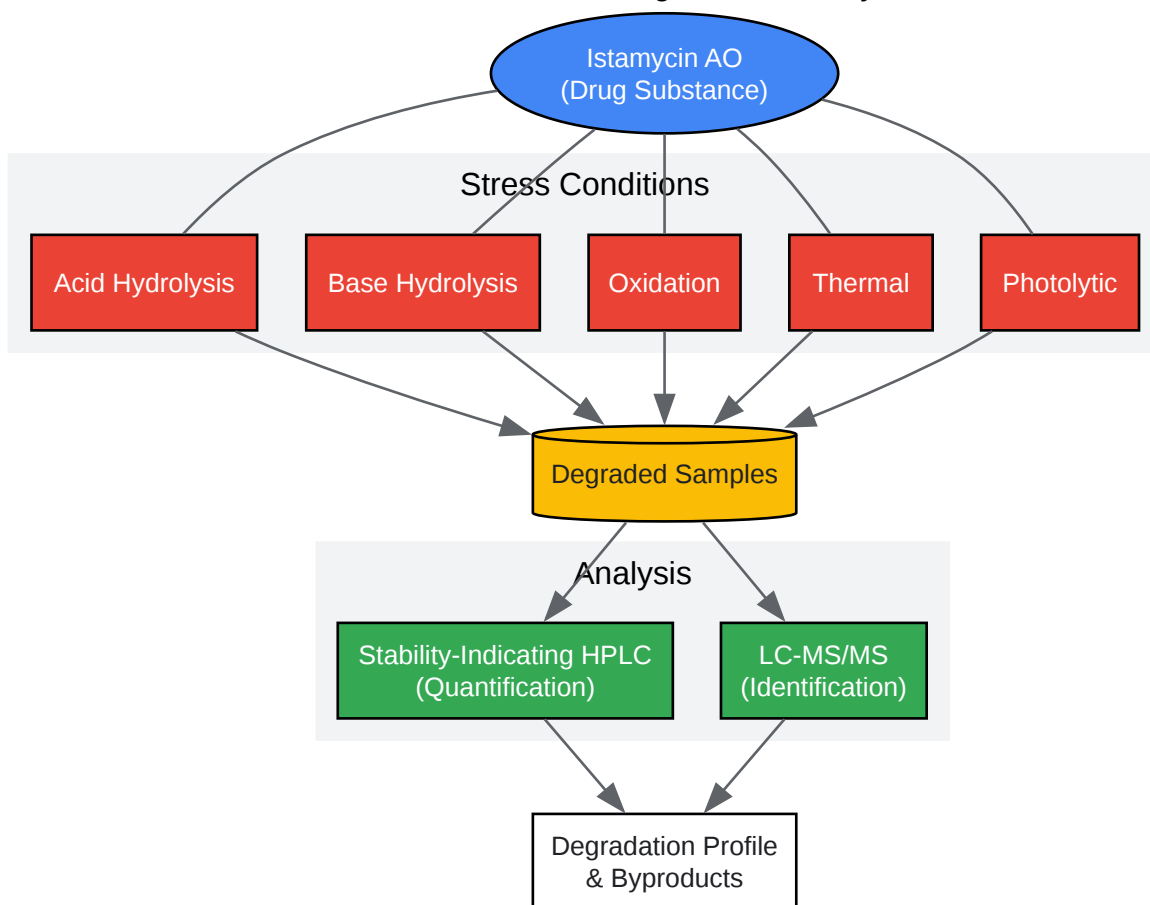 Istamycin AO
(Drug Substance)
Stress Conditions
Acid Hydrolysis
Base Hydrolysis
Oxidation
Thermal
Photolytic
Degraded Samples
Analysis
Stability-Indicating HPLC
(Quantification)
LC-MS/MS
(Identification)
Degradation Profile
& Byproducts